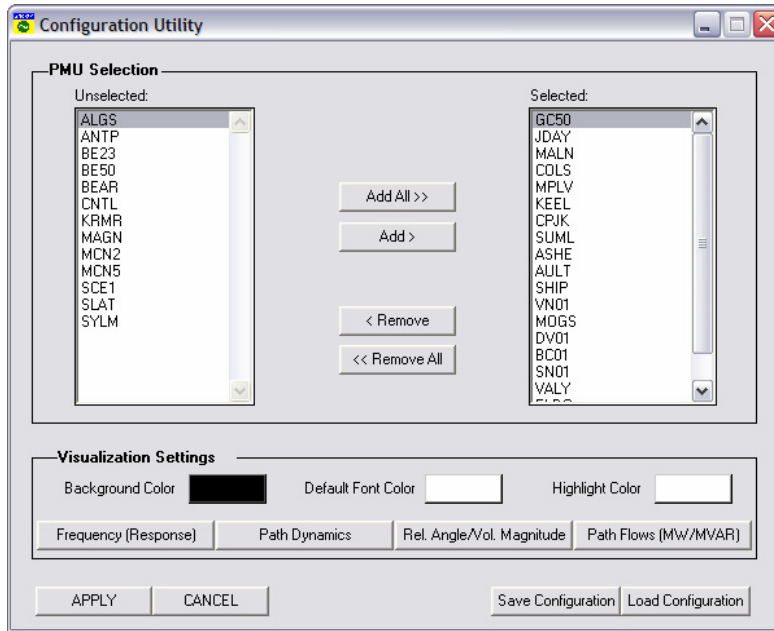 Configuration Utility
PMU Selection
Unselected:
ALGS
ANTP
BE23
BE50
BEAR
CNTL
KRMR
MAGN
MCN2
MCN5
SCE1
SLAT
SYLM
Add All >>
Add >
< Remove
<< Remove All
Selected:
GC50
JDAY
MALN
COLS
MPLV
KEEL
CPJK
SUML
ASHE
AULT
SHIP
VN01
MOGS
DV01
BC01
SN01
VALY
Visualization Settings
Background Color
Default Font Color
Highlight Color
Frequency (Response)
Path Dynamics
Rel. Angle/Vol. Magnitude
Path Flows (MW/MVAR)
APPLY
CANCEL
Save Configuration
Load Configuration